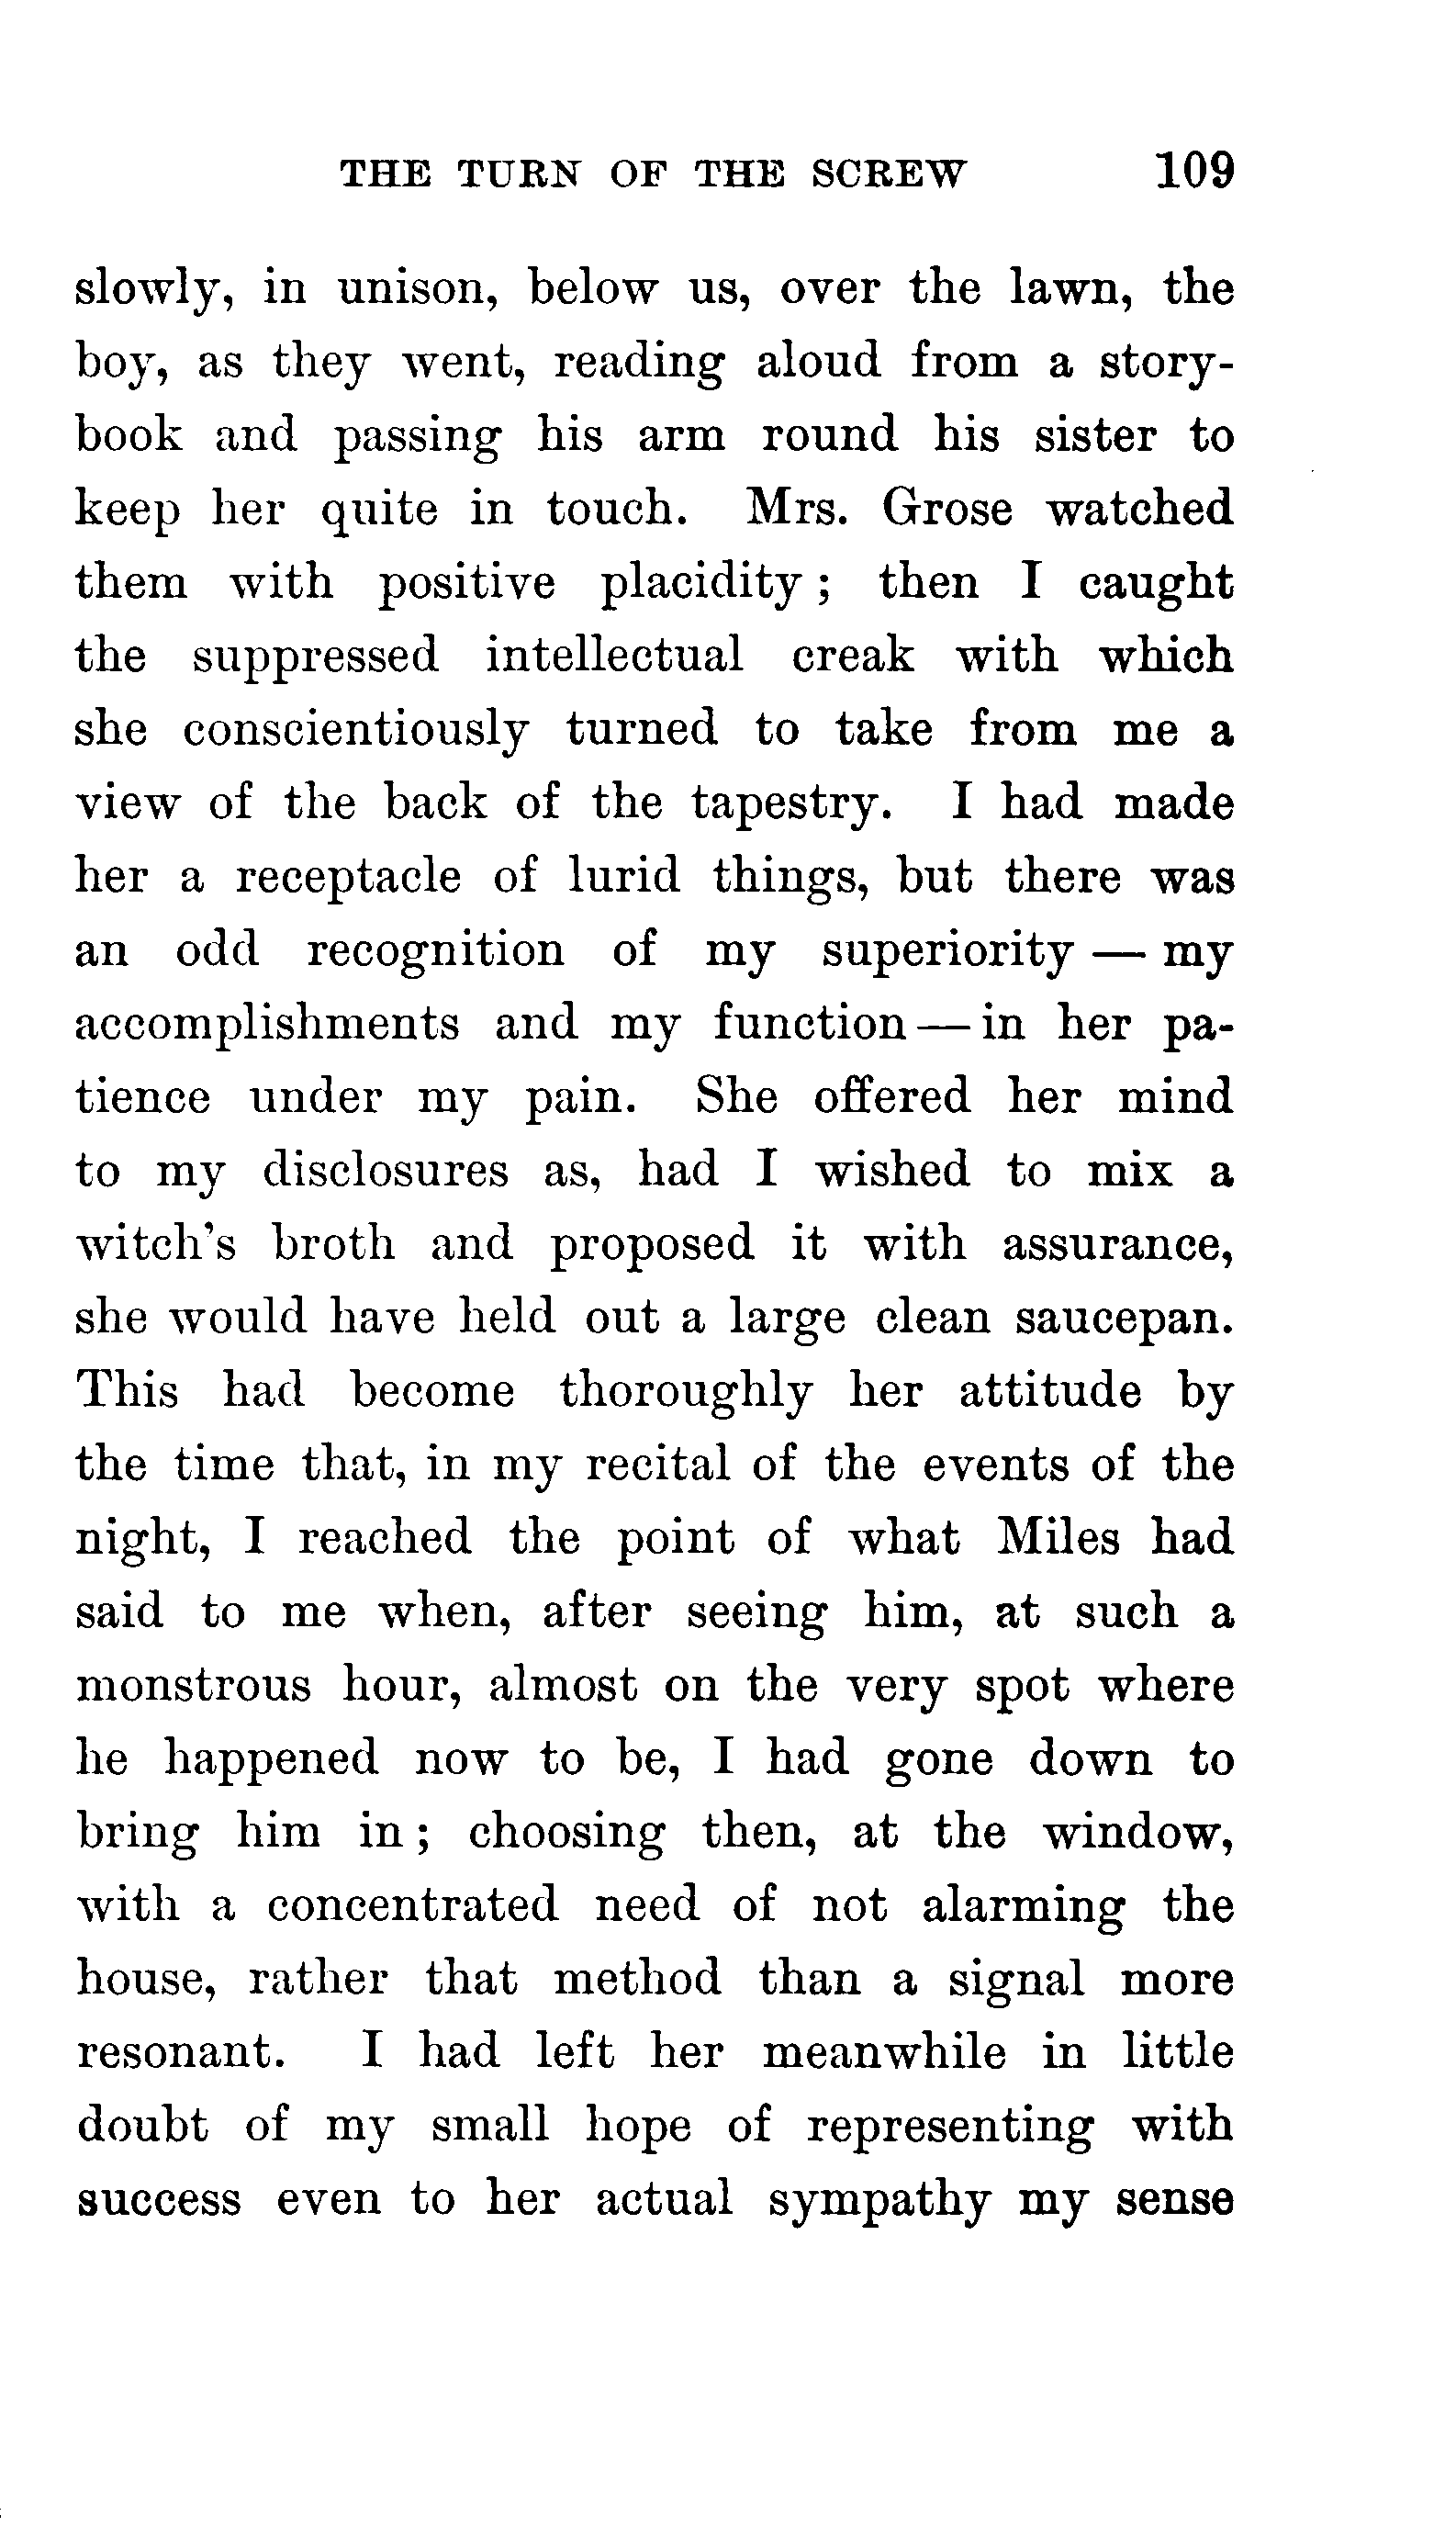 THE TURN OF THE SCREW 109
slowly, in unison, below us, over the lawn, the
boy, as they went, reading aloud from a story-
book and passing his arm round his sister to
keep her quite in touch. Mrs. Grose watched
them with positive placidity; then I caught
the suppressed intellectual creak with which
she conscientiously turned to take from me a
view of the back of the tapestry. I had made
her a receptacle of lurid things, but there was
an odd recognition of my superiority — my
accomplishments and my function — in her pa-
tience under my pain. She offered her mind
to my disclosures as, had I wished to mix a
witch's broth and proposed it with assurance,
she would have held out a large clean saucepan.
This had become thoroughly her attitude by
the time that, in my recital of the events of the
night, I reached the point of what Miles had
said to me when, after seeing him, at such a
monstrous hour, almost on the very spot where
he happened now to be, I had gone down to
bring him in; choosing then, at the window,
with a concentrated need of not alarming the
house, rather that method than a signal more
resonant. I had left her meanwhile in little
doubt of my small hope of representing with
success even to her actual sympathy my sense